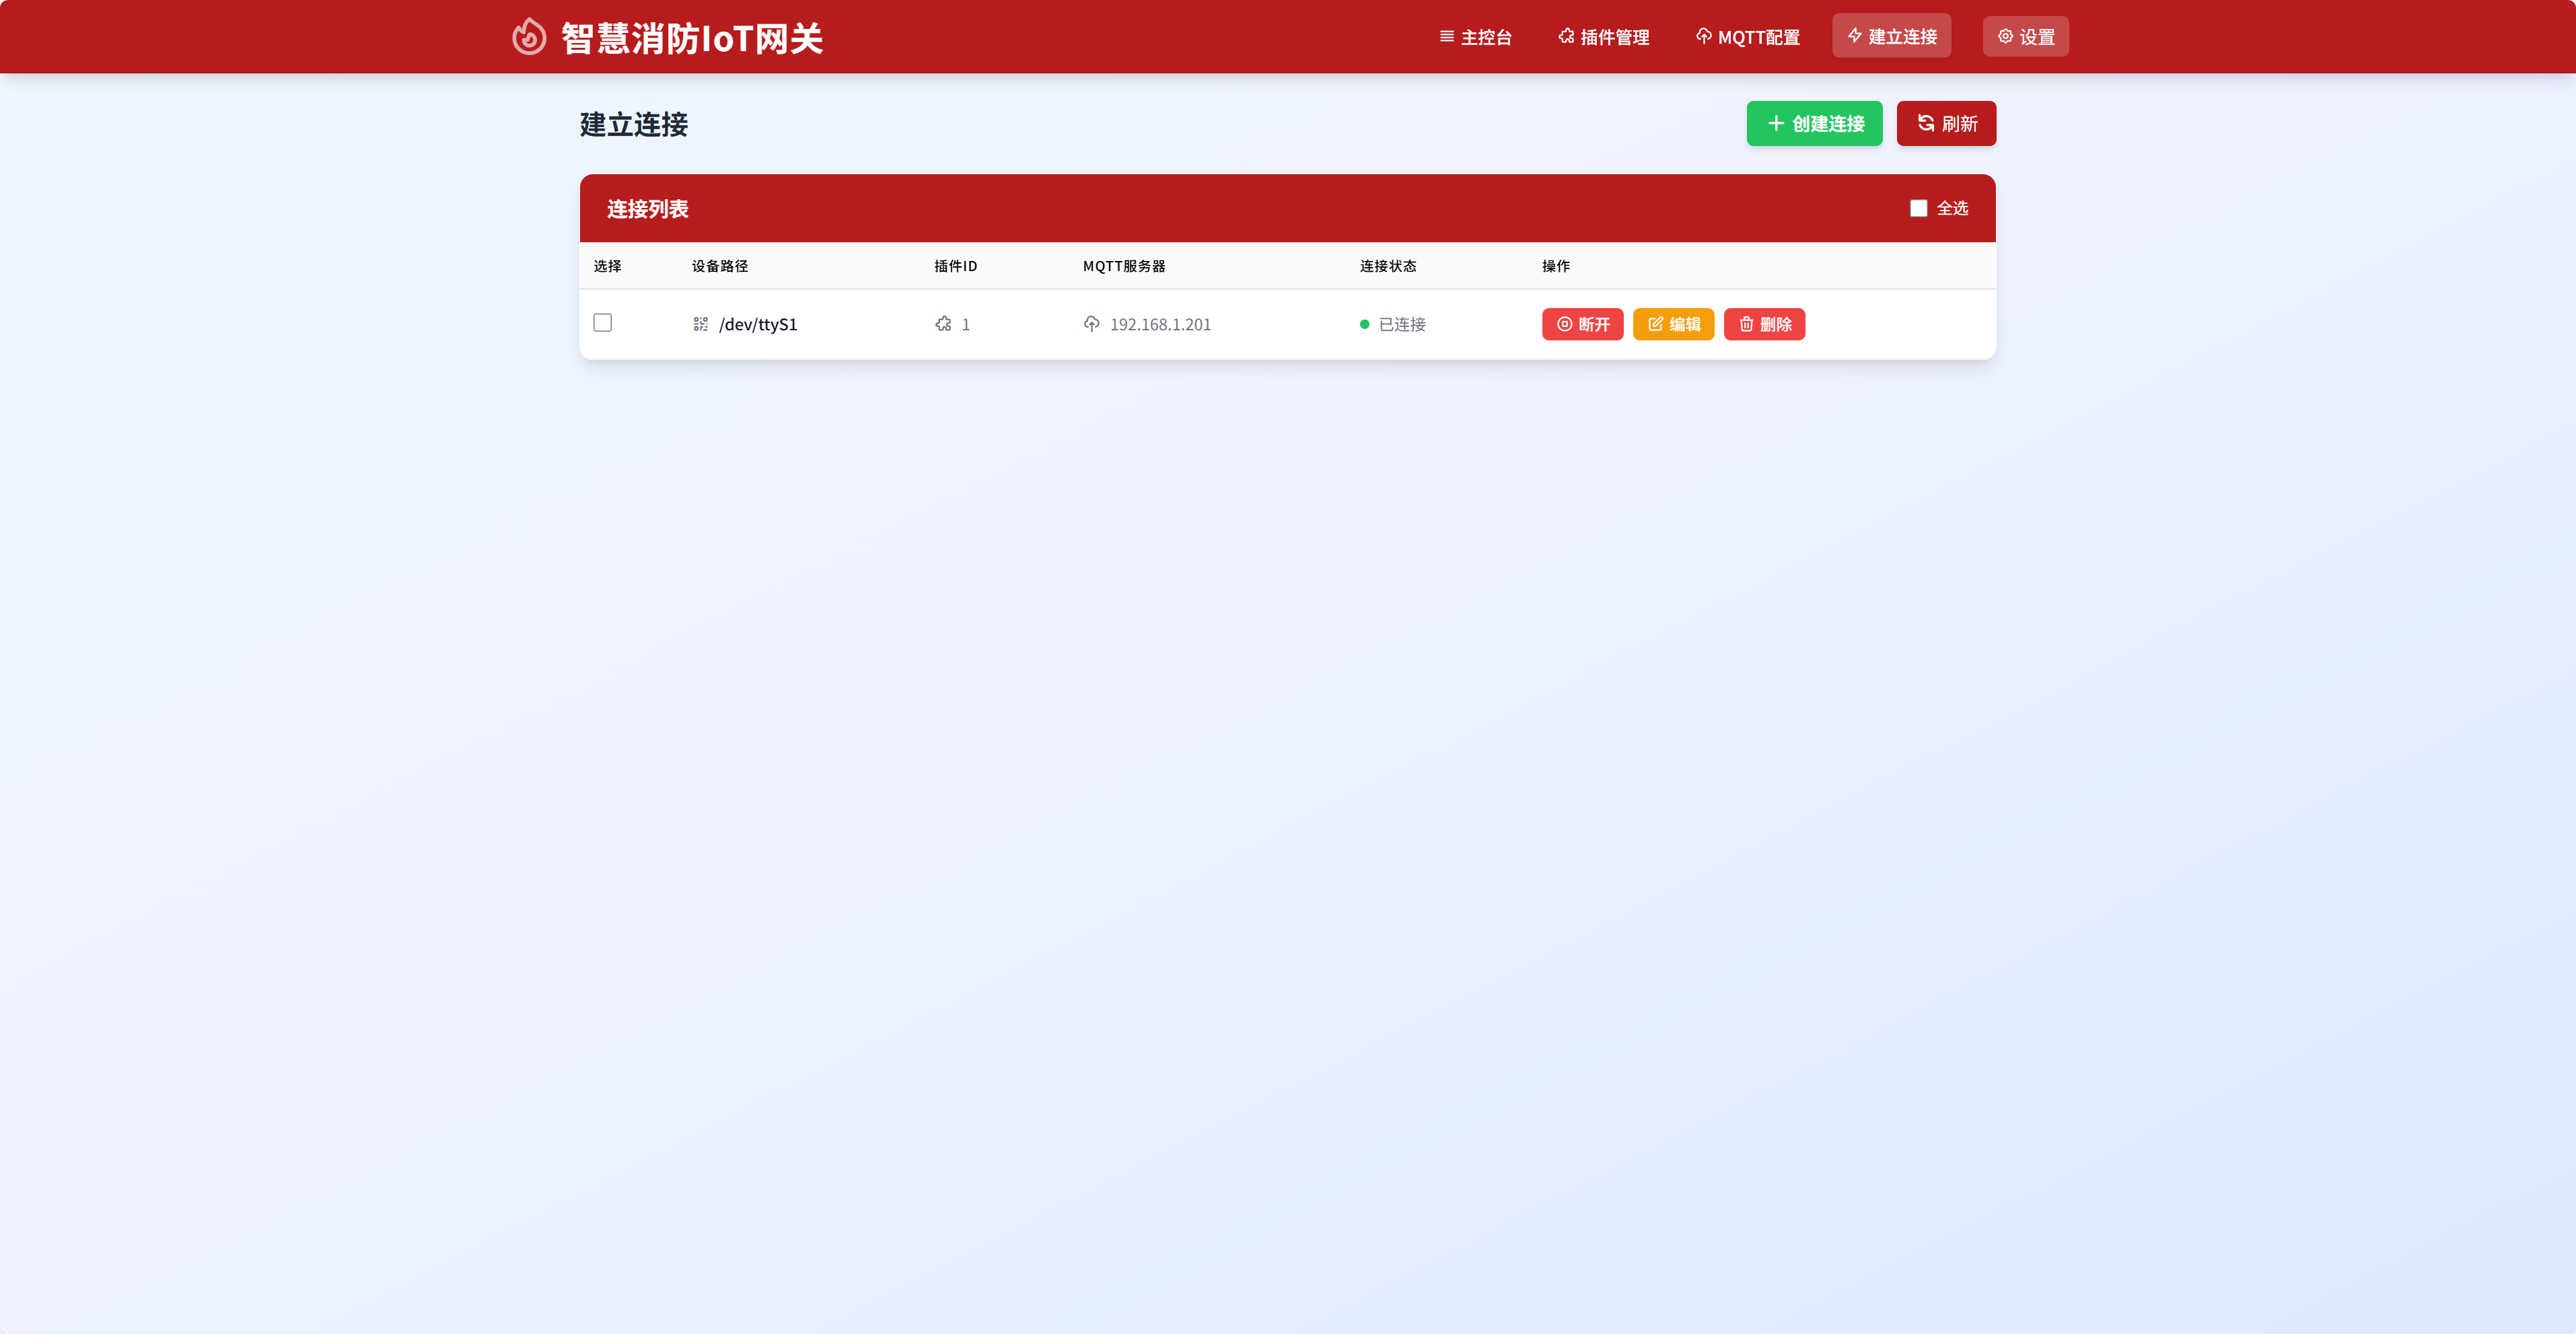 智慧消防IoT网关
主控台 插件管理 MQTT配置 建立连接 设置
建立连接
创建连接 刷新
连接列表 全选
选择 设备路径 插件ID MQTT服务器 连接状态 操作
/dev/ttyS1 1 192.168.1.201 已连接 断开 编辑 删除